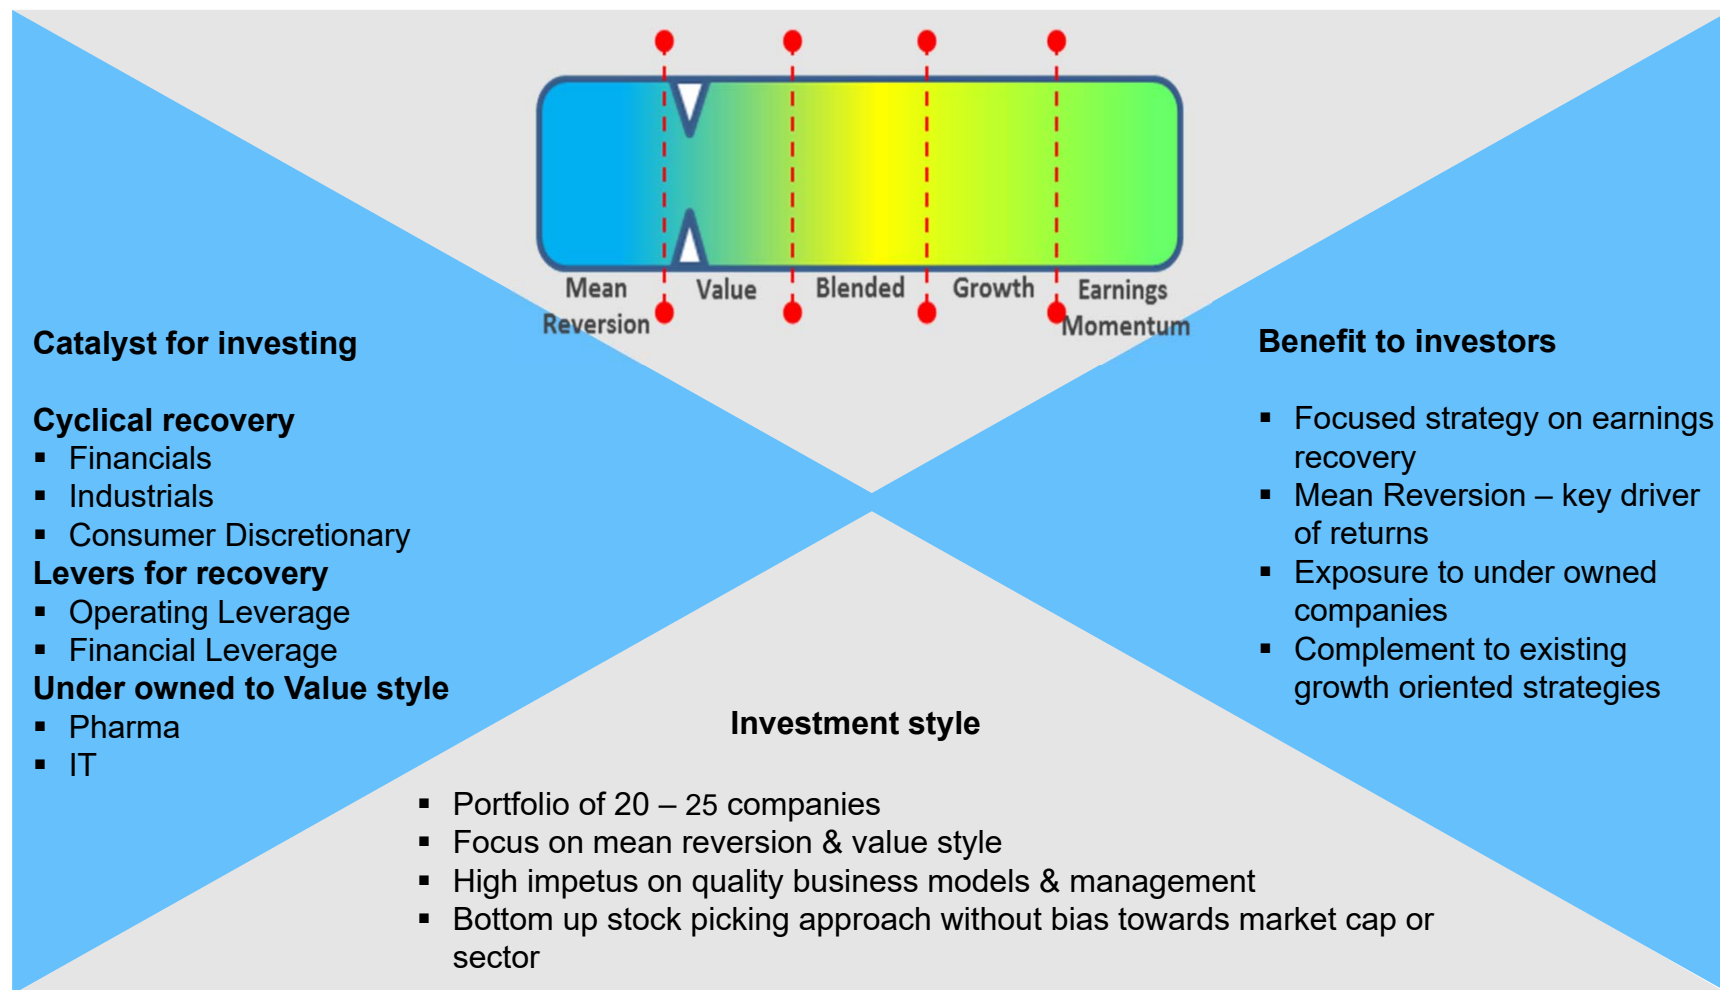 Mean
Reversion
Value
Blended
Growth
Earnings
Momentum
Catalyst for investing
Cyclical recovery
▪ Financials
▪ Industrials
▪ Consumer Discretionary
Levers for recovery
▪ Operating Leverage
▪ Financial Leverage
Under owned to Value style
▪ Pharma
▪ IT
Benefit to investors
▪ Focused strategy on earnings
recovery
▪ Mean Reversion – key driver
of returns
▪ Exposure to under owned
companies
▪ Complement to existing
growth oriented strategies
Investment style
▪ Portfolio of 20 – 25 companies
▪ Focus on mean reversion & value style
▪ High impetus on quality business models & management
▪ Bottom up stock picking approach without bias towards market cap or
sector